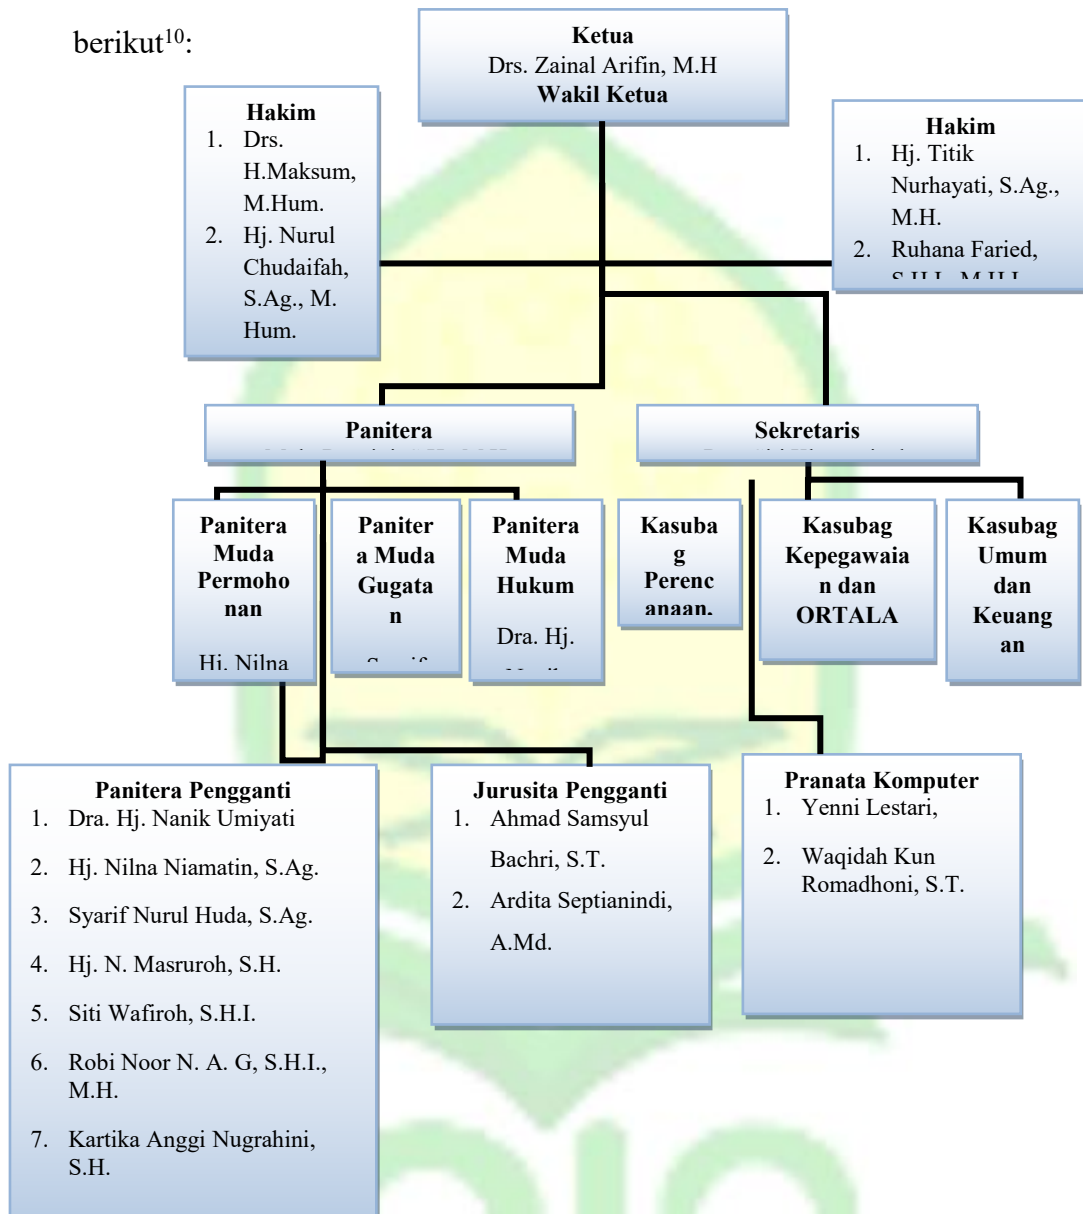 berikut10:
Ketua
Drs. Zainal Arifin, M.H
Wakil Ketua
Hakim
1. Drs.
H.Maksum,
M.Hum.
2. Hj. Nurul
Chudaifah,
S.Ag., M.
Hum.
Hakim
1. Hj. Titik
Nurhayati, S.Ag.,
M.H.
2. Ruhana Faried,
Panitera
Sekretaris
Panitera
Muda
Permoho
nan
Hj. Nilna
Paniter
a Muda
Gugata
n
Panitera
Muda
Hukum
Dra. Hj.
Kasuba
g
Perenc
anaan,
Kasubag
Kepegawaia
n dan
ORTALA
Kasubag
Umum
dan
Keuang
an
Panitera Pengganti
1. Dra. Hj. Nanik Umiyati
2. Hj. Nilna Niamatin, S.Ag.
3. Syarif Nurul Huda, S.Ag.
4. Hj. N. Masruroh, S.H.
5. Siti Wafiroh, S.H.I.
6. Robi Noor N. A. G, S.H.I.,
M.H.
7. Kartika Anggi Nugrahini,
S.H.
Jurusita Pengganti
1. Ahmad Samsyul
Bachri, S.T.
2. Ardita Septianindi,
A.Md.
Pranata Komputer
1. Yenni Lestari,
2. Waqidah Kun
Romadhoni, S.T.